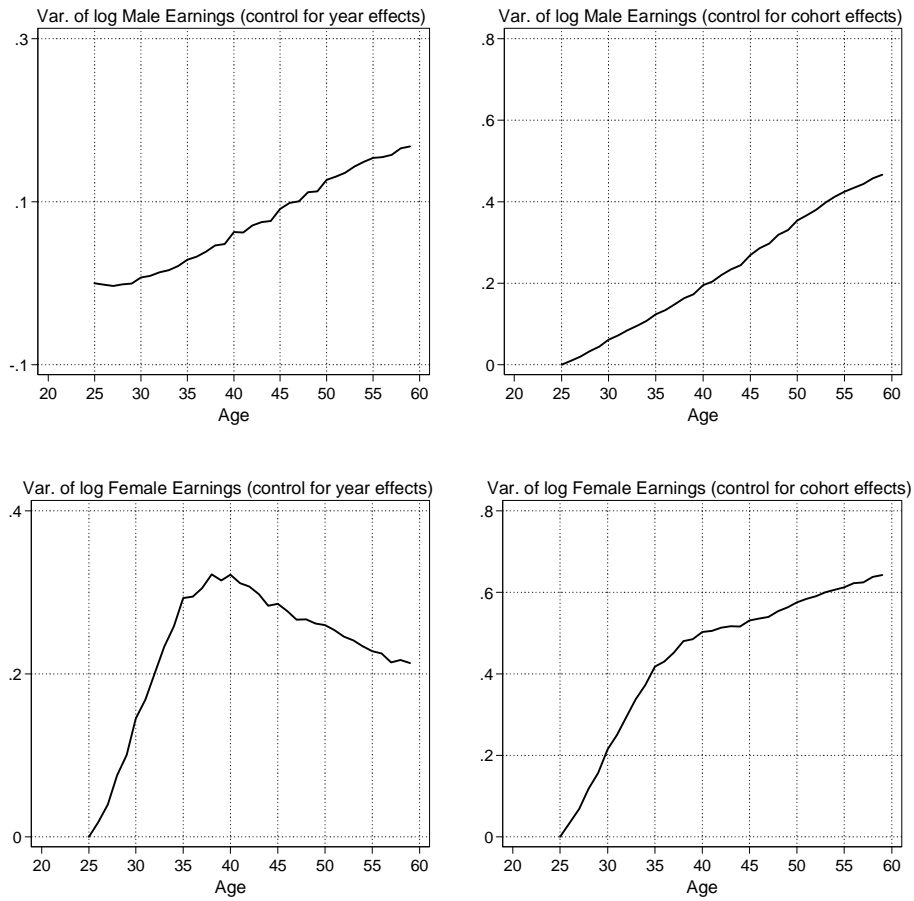 Var. of log Male Earnings (control for year effects)
.3
.1
-.1
20 25 30 35 40 45 50 55 60
Age
Var. of log Male Earnings (control for cohort effects)
.8
.6
.4
.2
0
20 25 30 35 40 45 50 55 60
Age
Var. of log Female Earnings (control for year effects)
.4
.2
0
20 25 30 35 40 45 50 55 60
Age
Var. of log Female Earnings (control for cohort effects)
.8
.6
.4
.2
0
20 25 30 35 40 45 50 55 60
Age